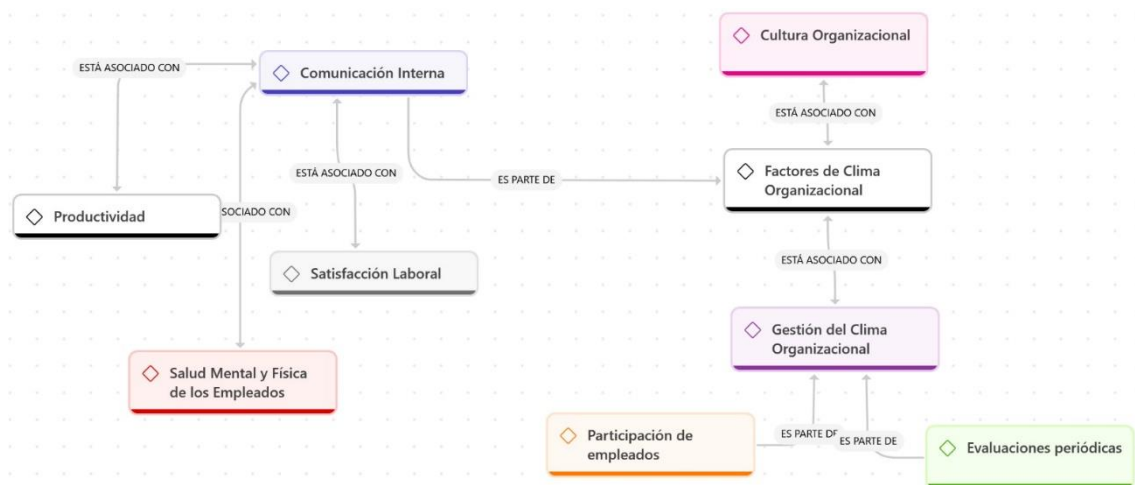 Cultura Organizacional
ESTÁ ASOCIADO CON
Comunicación Interna
ESTÁ ASOCIADO CON
ESTÁ ASOCIADO CON
ES PARTE DE
Factores de Clima
Organizacional
Productividad
SOCIADO CON
ESTÁ ASOCIADO CON
Satisfacción Laboral
Gestión del Clima
Organizacional
Salud Mental y Física
de los Empleados
Participación de
empleados
ES PARTE DE
ES PARTE DE
Evaluaciones periódicas